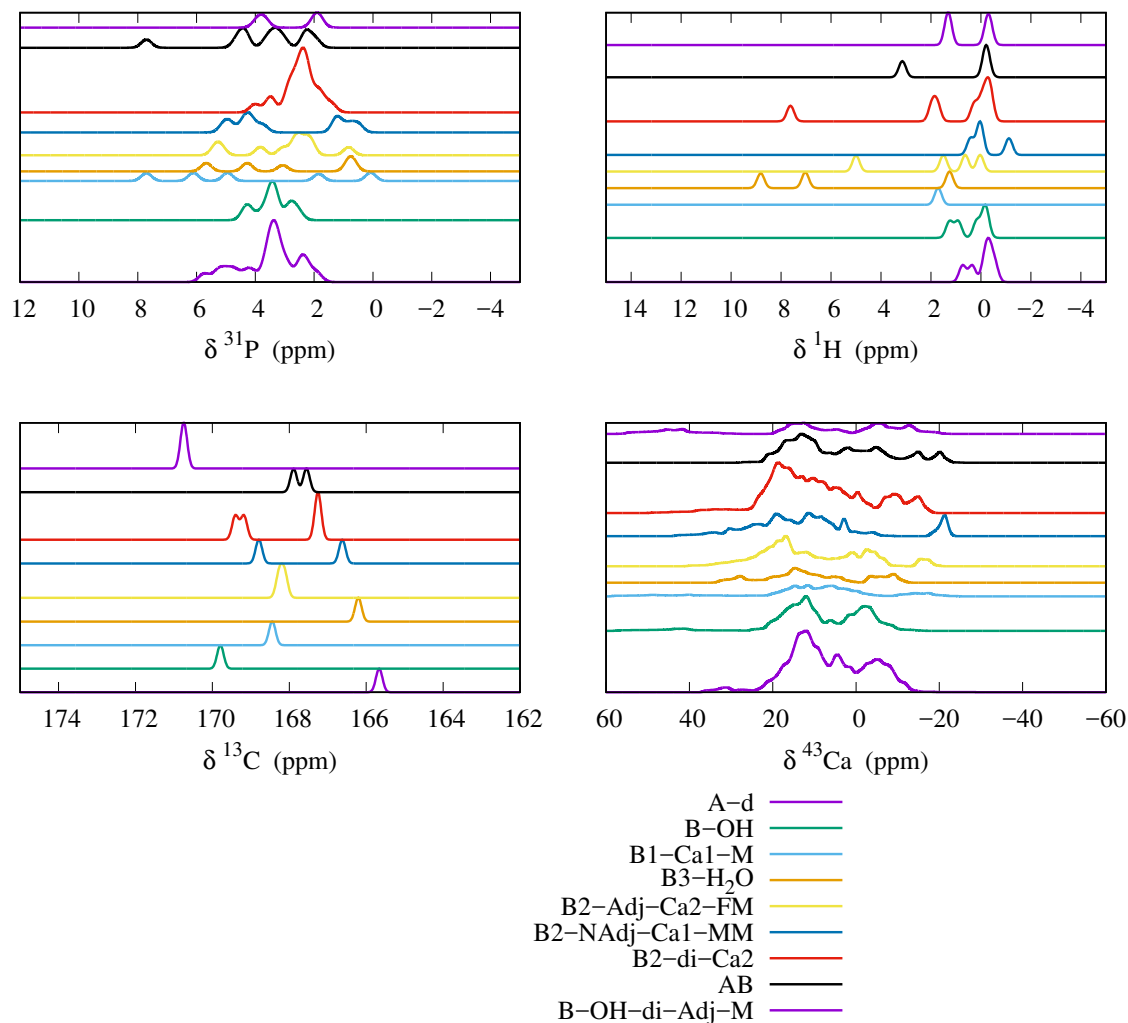 12 10 8 6 4 2 0 −2 −4
δ ³¹P (ppm)
14 12 10 8 6 4 2 0 −2 −4
δ ¹H (ppm)
174 172 170 168 166 164 162
δ ¹³C (ppm)
60 40 20 0 −20 −40 −60
δ ⁴³Ca (ppm)
A−d
B−OH
B1−Ca1−M
B3−H₂O
B2−Adj−Ca2−FM
B2−NAdj−Ca1−MM
B2−di−Ca2
AB
B−OH−di−Adj−M